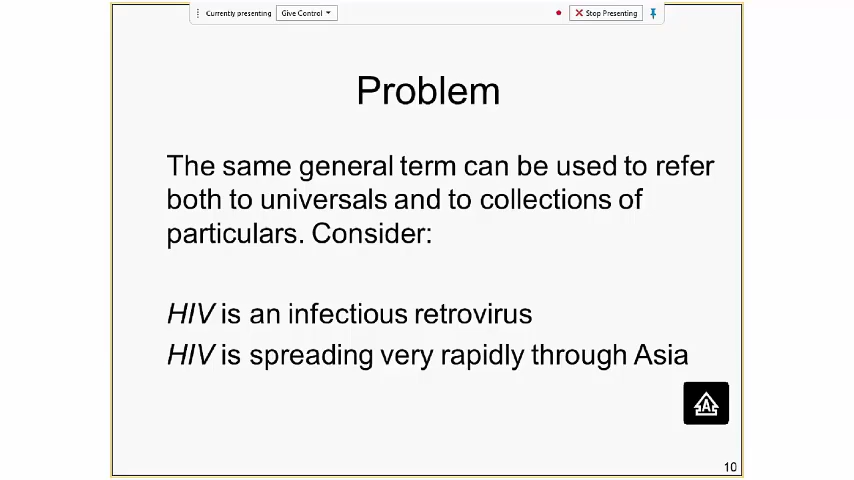 Currently presenting Give Control Stop Presenting
Problem
The same general term can be used to refer
both to universals and to collections of
particulars. Consider:
HIV is an infectious retrovirus
HIV is spreading very rapidly through Asia
A
10